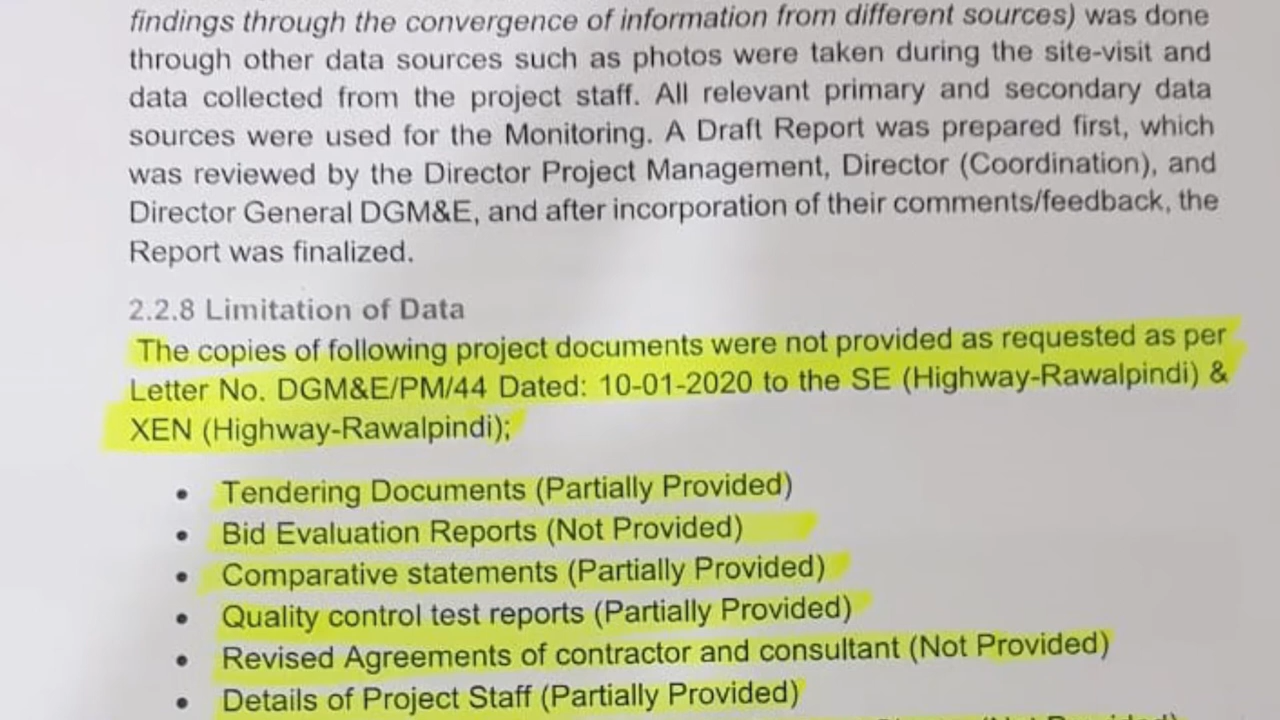 findings through the convergence of information from different sources) was done
through other data sources such as photos were taken during the site-visit and
data collected from the project staff. All relevant primary and secondary data
sources were used for the Monitoring. A Draft Report was prepared first, which
was reviewed by the Director Project Management, Director (Coordination), and
Director General DGM&E, and after incorporation of their comments/feedback, the
Report was finalized.
2.2.8 Limitation of Data
The copies of following project documents were not provided as requested as per
Letter No. DGM&E/PM/44 Dated: 10-01-2020 to the SE (Highway-Rawalpindi) &
XEN (Highway-Rawalpindi);
• Tendering Documents (Partially Provided)
• Bid Evaluation Reports (Not Provided)
• Comparative statements (Partially Provided)
• Quality control test reports (Partially Provided)
• Revised Agreements of contractor and consultant (Not Provided)
• Details of Project Staff (Partially Provided)
(Not Provided)